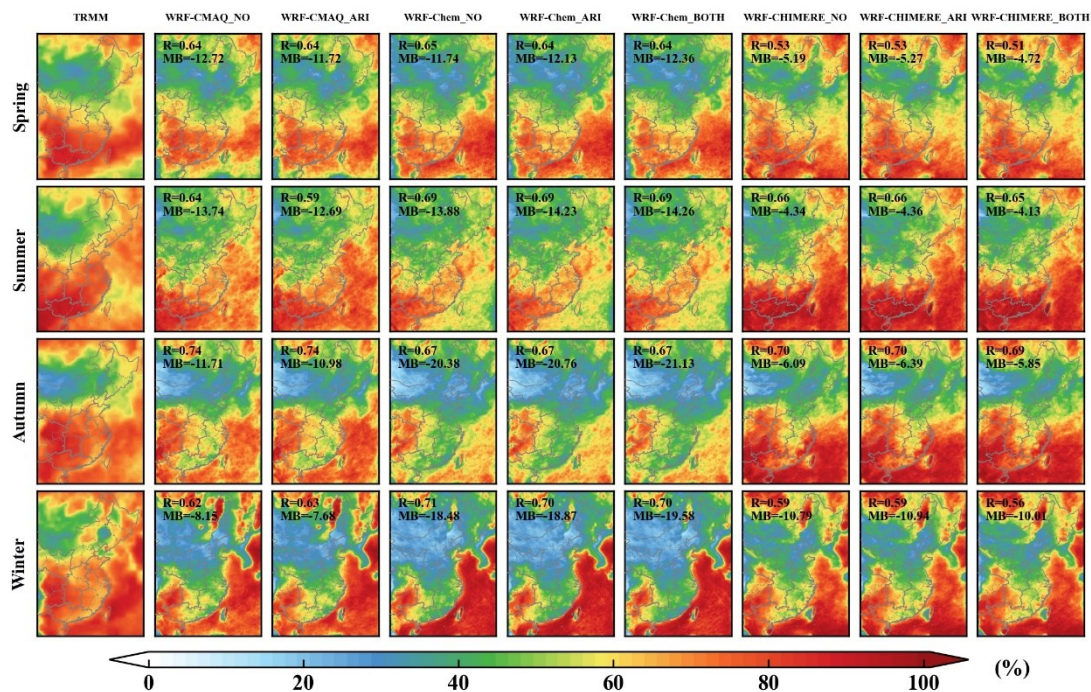 TRMM WRF-CMAQ_NO WRF-CMAQ_ARI WRF-Chem_NO WRF-Chem_ARI WRF-Chem_BOTH WRF-CHIMERE_NO WRF-CHIMERE_ARI WRF-CHIMERE_BOTH
Spring
R=0.64 R=0.64 R=0.65 R=0.64 R=0.64 R=0.53 R=0.53 R=0.51
MB=-12.72 MB=-11.72 MB=-11.74 MB=-12.13 MB=-12.36 MB=-5.19 MB=-5.27 MB=-4.72
Summer
R=0.64 R=0.59 R=0.69 R=0.69 R=0.69 R=0.66 R=0.66 R=0.65
MB=-13.74 MB=-12.69 MB=-13.88 MB=-14.23 MB=-14.26 MB=-4.34 MB=-4.36 MB=-4.13
Autumn
R=0.74 R=0.74 R=0.67 R=0.67 R=0.67 R=0.70 R=0.70 R=0.69
MB=-11.71 MB=-10.98 MB=-20.38 MB=-20.76 MB=-21.13 MB=-6.09 MB=-6.39 MB=-5.85
Winter
R=0.62 R=0.63 R=0.71 R=0.70 R=0.70 R=0.59 R=0.59 R=0.56
MB=-8.15 MB=-7.68 MB=-18.48 MB=-18.87 MB=-19.58 MB=-10.79 MB=-10.94 MB=-10.01
0 20 40 60 80 100 (%)